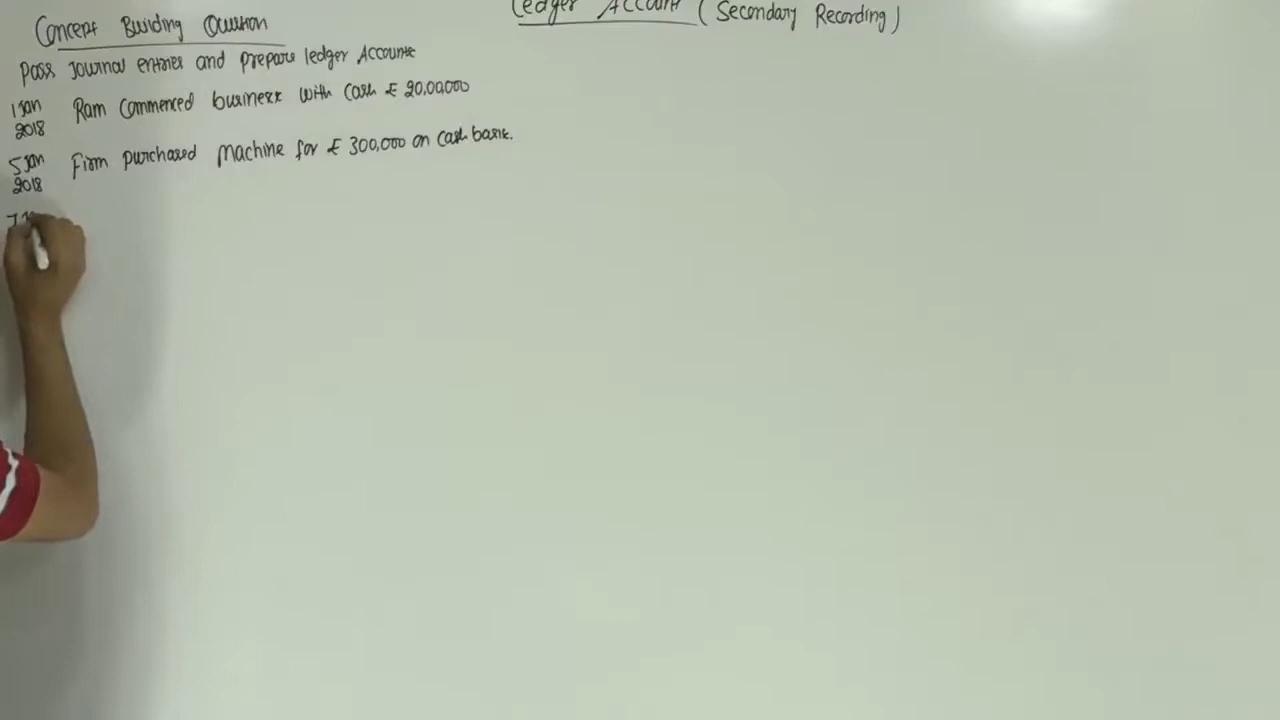 Concept Building Question
Ledger Account (Secondary Recording)
Pass Journal entries and prepare ledger Accounts
1 Jan 2018 Ram Commenced business with Cash ₤ 20,00,000
5 Jan 2018 Firm purchased Machine for ₤ 300,000 on cash basis.